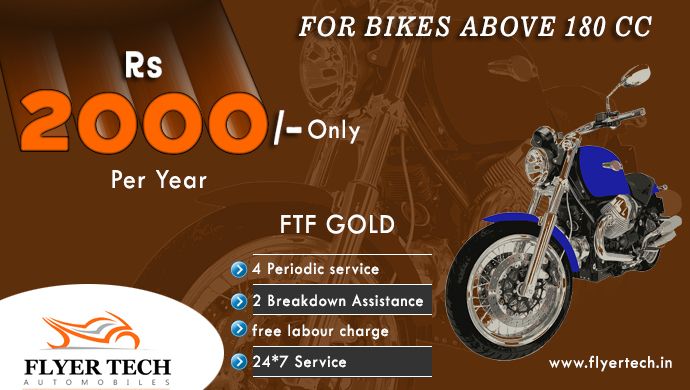 FOR BIKES ABOVE 180 CC
Rs
2000/- Only
Per Year
FTF GOLD
4 Periodic service
2 Breakdown Assistance
free labour charge
24*7 Service
FLYER TECH
AUTOMOBILES
www.flyertech.in